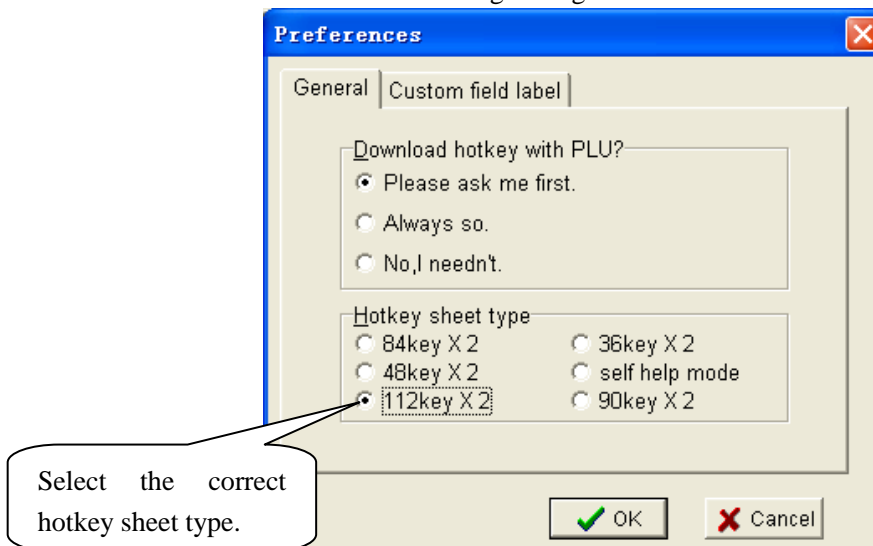 Preferences
General Custom field label
Download hotkey with PLU?
Please ask me first.
Always so.
No,I needn't.
Hotkey sheet type
84key X 2 36key X 2
48key X 2 self help mode
112key X 2 90key X 2
Select the correct
hotkey sheet type.
OK Cancel